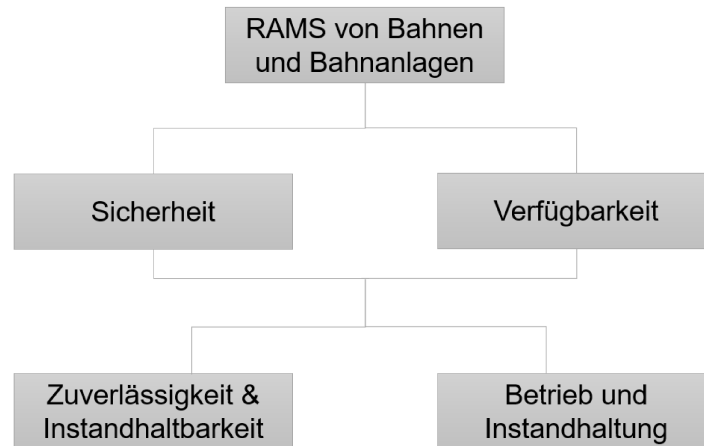 RAMS von Bahnen
und Bahnanlagen
Sicherheit
Verfügbarkeit
Zuverlässigkeit &
Instandhaltbarkeit
Betrieb und
Instandhaltung